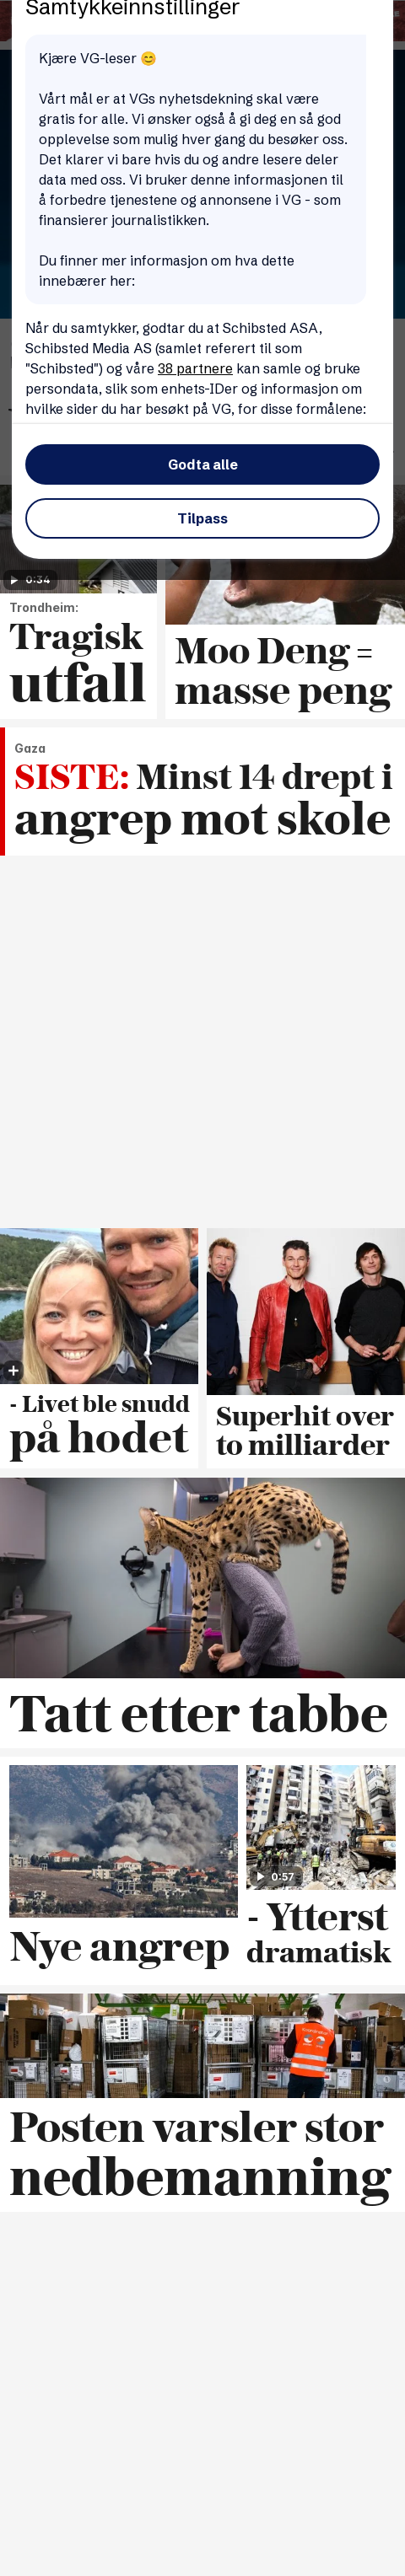 Samtykkeinnstillinger
Kjære VG-leser 😊
Vårt mål er at VGs nyhetsdekning skal være
gratis for alle. Vi ønsker også å gi deg en så god
opplevelse som mulig hver gang du besøker oss.
Det klarer vi bare hvis du og andre lesere deler
data med oss. Vi bruker denne informasjonen til
å forbedre tjenestene og annonsene i VG - som
finansierer journalistikken.
Du finner mer informasjon om hva dette
innebærer her:
Når du samtykker, godtar du at Schibsted ASA,
Schibsted Media AS (samlet referert til som
"Schibsted") og våre 38 partnere kan samle og bruke
persondata, slik som enhets-IDer og informasjon om
hvilke sider du har besøkt på VG, for disse formålene:
Godta alle
Tilpass
0:34
Trondheim:
Tragisk
utfall
Moo Deng =
masse peng
Gaza
SISTE: Minst 14 drept i
angrep mot skole
- Livet ble snudd
på hodet
Superhit over
to milliarder
Tatt etter tabbe
Nye angrep
0:57
- Ytterst
dramatisk
Posten varsler stor
nedbemanning